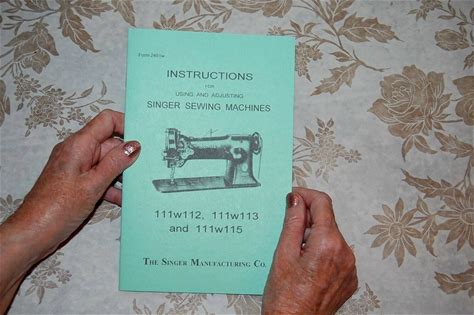 INSTRUCTIONS
FOR
USING AND ADJUSTING
SINGER SEWING MACHINES
111w112, 111w113
and 111w115
THE SINGER MANUFACTURING CO.